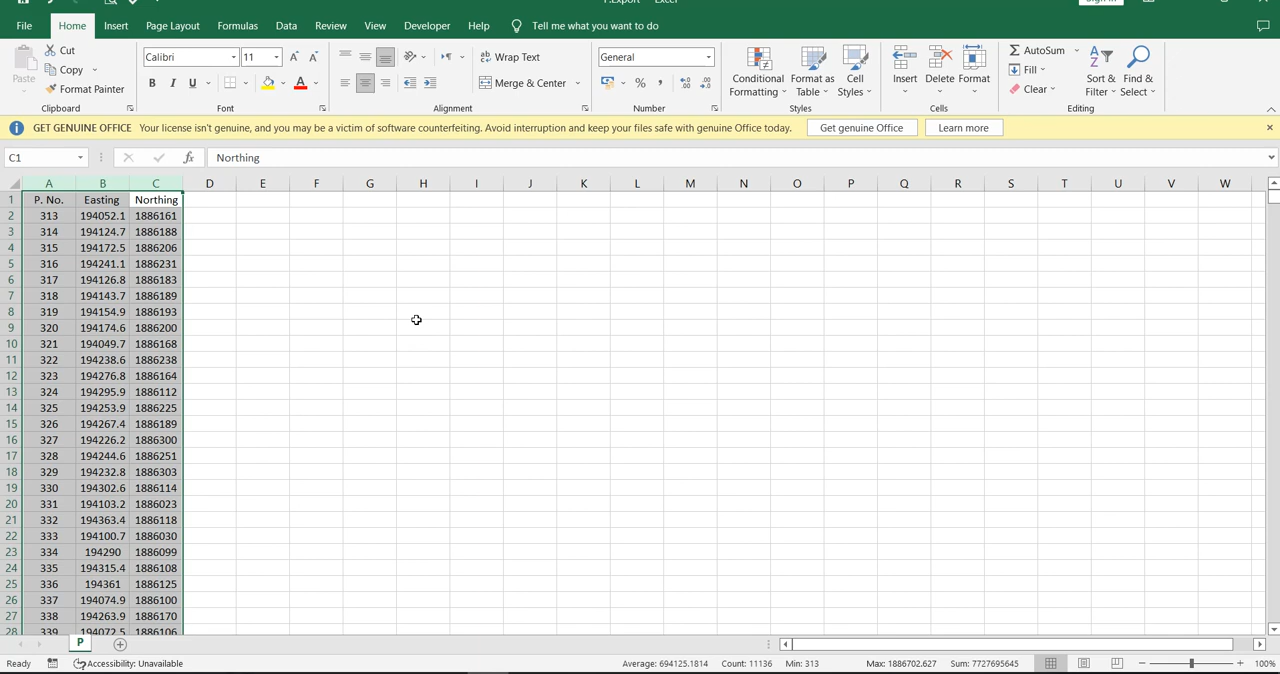 File Home Insert Page Layout Formulas Data Review View Developer Help Tell me what you want to do
Paste Cut Copy Format Painter Clipboard
Calibri 11 B I U Font
Wrap Text Merge & Center Alignment
General % Number
Conditional Formatting Format as Table Cell Styles Styles
Insert Delete Format Cells
AutoSum Fill Clear Sort & Filter Find & Select Editing
GET GENUINE OFFICE Your license isn't genuine, and you may be a victim of software counterfeiting. Avoid interruption and keep your files safe with genuine Office today. Get genuine Office Learn more
C1 fx Northing
A B C D E F G H I J K L M N O P Q R S T U V W
1 P. No. Easting Northing
2 313 194052.1 1886161
3 314 194124.7 1886188
4 315 194172.5 1886206
5 316 194241.1 1886231
6 317 194126.8 1886183
7 318 194143.7 1886189
8 319 194154.9 1886193
9 320 194174.6 1886200
10 321 194049.7 1886168
11 322 194238.6 1886238
12 323 194276.8 1886164
13 324 194295.9 1886112
14 325 194253.9 1886225
15 326 194267.4 1886189
16 327 194226.2 1886300
17 328 194244.6 1886251
18 329 194232.8 1886303
19 330 194302.6 1886114
20 331 194103.2 1886023
21 332 194363.4 1886118
22 333 194100.7 1886030
23 334 194290 1886099
24 335 194315.4 1886108
25 336 194361 1886125
26 337 194074.9 1886100
27 338 194263.9 1886170
28 339 194072.5 1886106
P
Ready Accessibility: Unavailable Average: 694125.1814 Count: 11136 Min: 313 Max: 1886702.627 Sum: 7727695645 100%